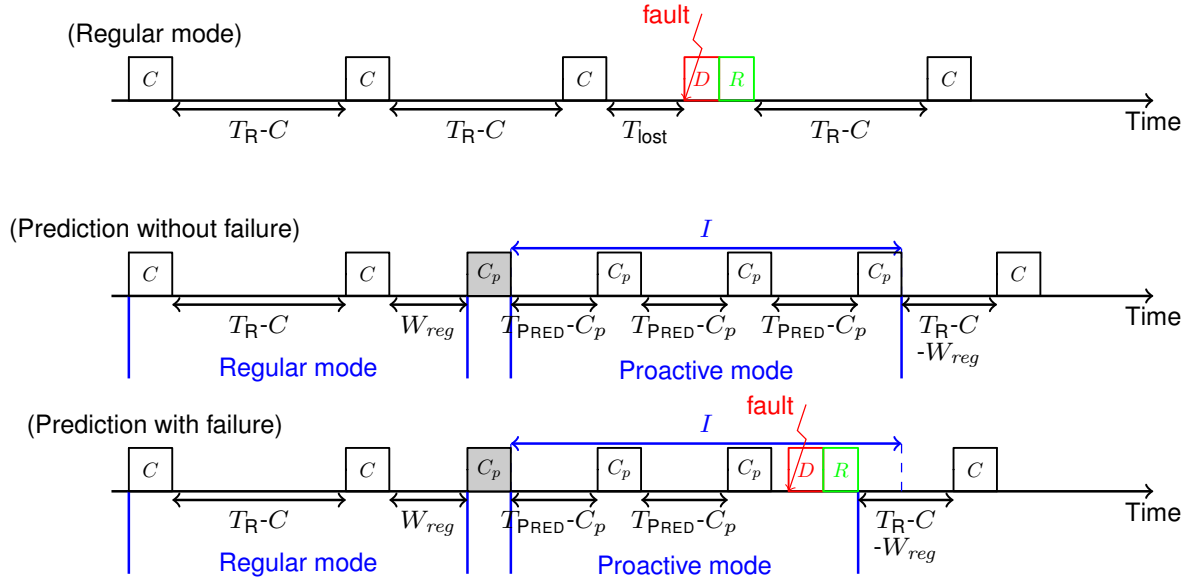 fault
(Regular mode)
C C C D R C
T_R-C T_R-C T_lost T_R-C
Time
(Prediction without failure)
I
C C C_p C_p C_p C_p C
T_R-C W_reg T_PRED-C_p T_PRED-C_p T_PRED-C_p T_R-C
-W_reg
Time
Regular mode Proactive mode
fault
(Prediction with failure)
I
C C C_p C_p C_p D R C
T_R-C W_reg T_PRED-C_p T_PRED-C_p T_R-C
-W_reg
Time
Regular mode Proactive mode